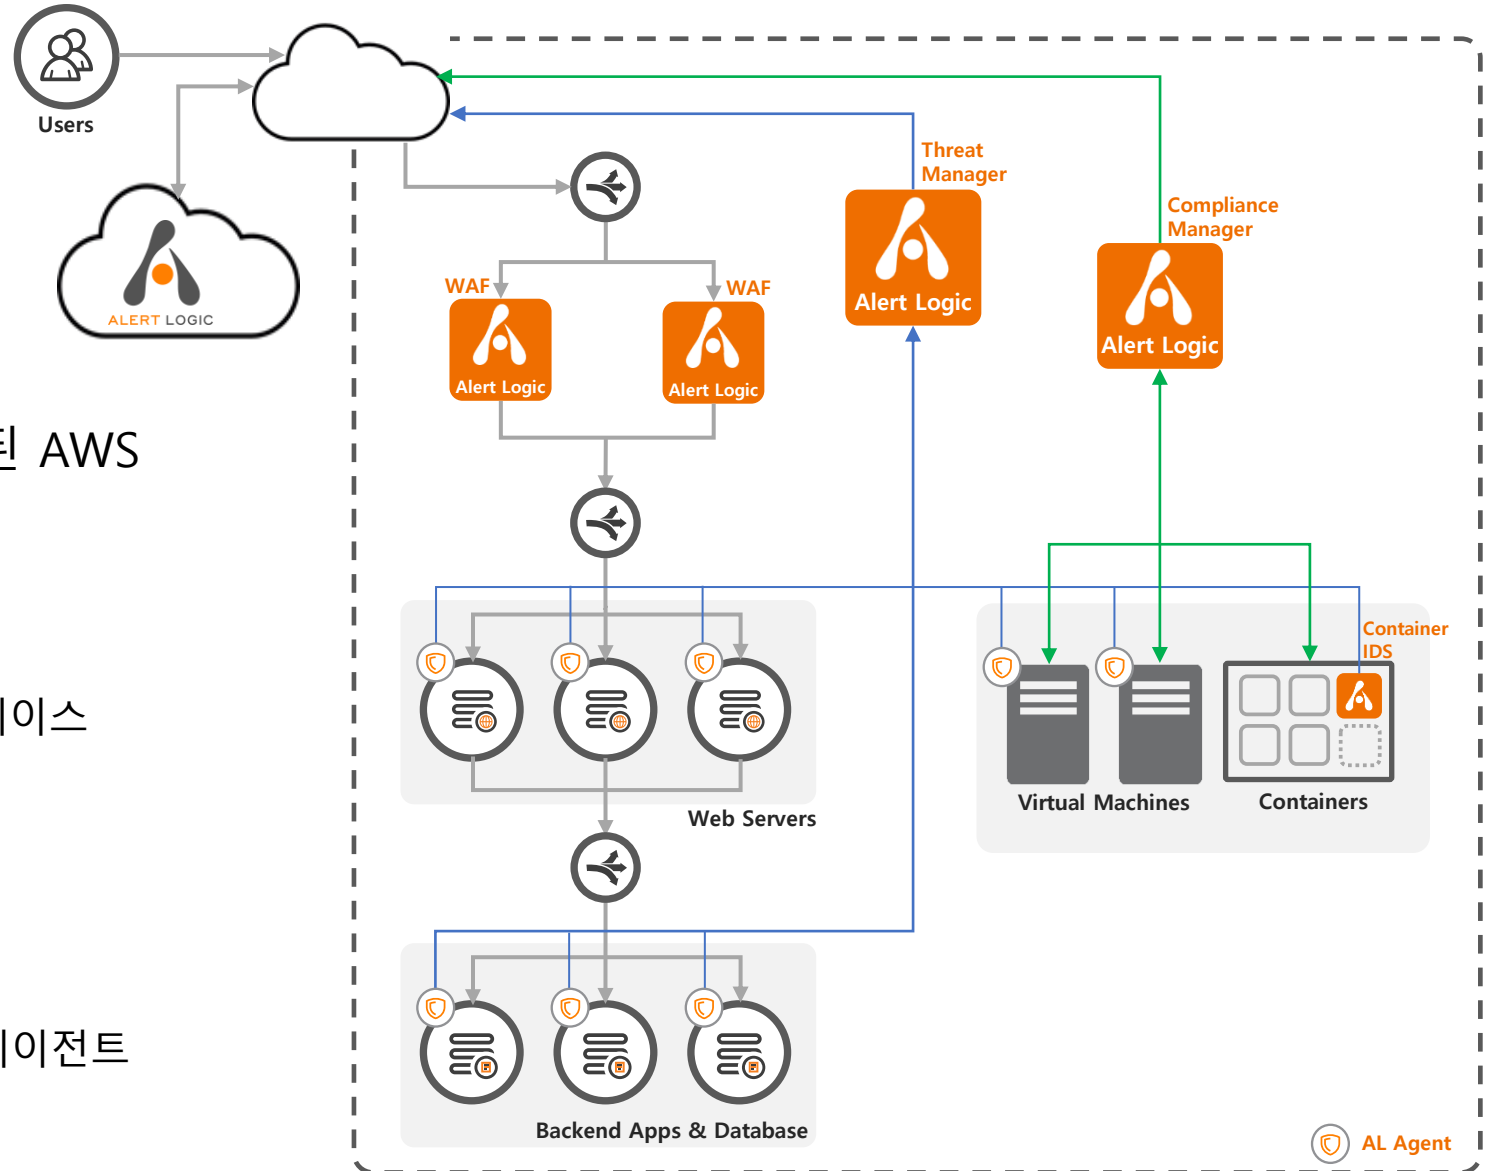 Users
ALERT LOGIC
Threat
Manager
Alert Logic
Compliance
Manager
Alert Logic
WAF
Alert Logic
WAF
Alert Logic
된 AWS
Container
IDS
이스
Virtual Machines
Containers
Web Servers
이전트
Backend Apps & Database
AL Agent